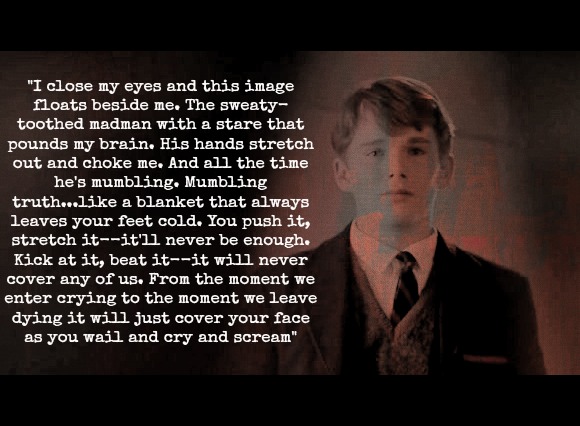 "I close my eyes and this image
floats beside me. The sweaty-
toothed madman with a stare that
pounds my brain. His hands stretch
out and choke me. And all the time
he's mumbling. Mumbling
truth...like a blanket that always
leaves your feet cold. You push it,
stretch it--it'll never be enough.
Kick at it, beat it--it will never
cover any of us. From the moment we
enter crying to the moment we leave
dying it will just cover your face
as you wail and cry and scream"